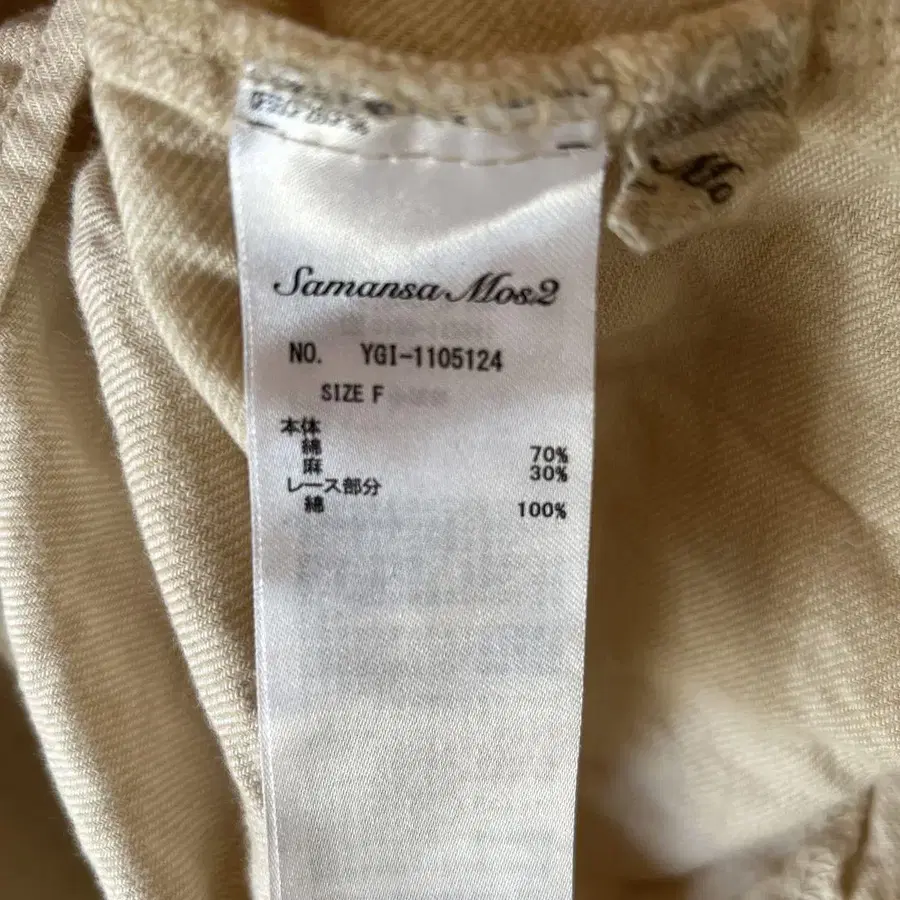 Mo
Samansa Mos2
NO. YGI-1105124
SIZE F
本体
綿 70%
麻 30%
レース部分
綿 100%